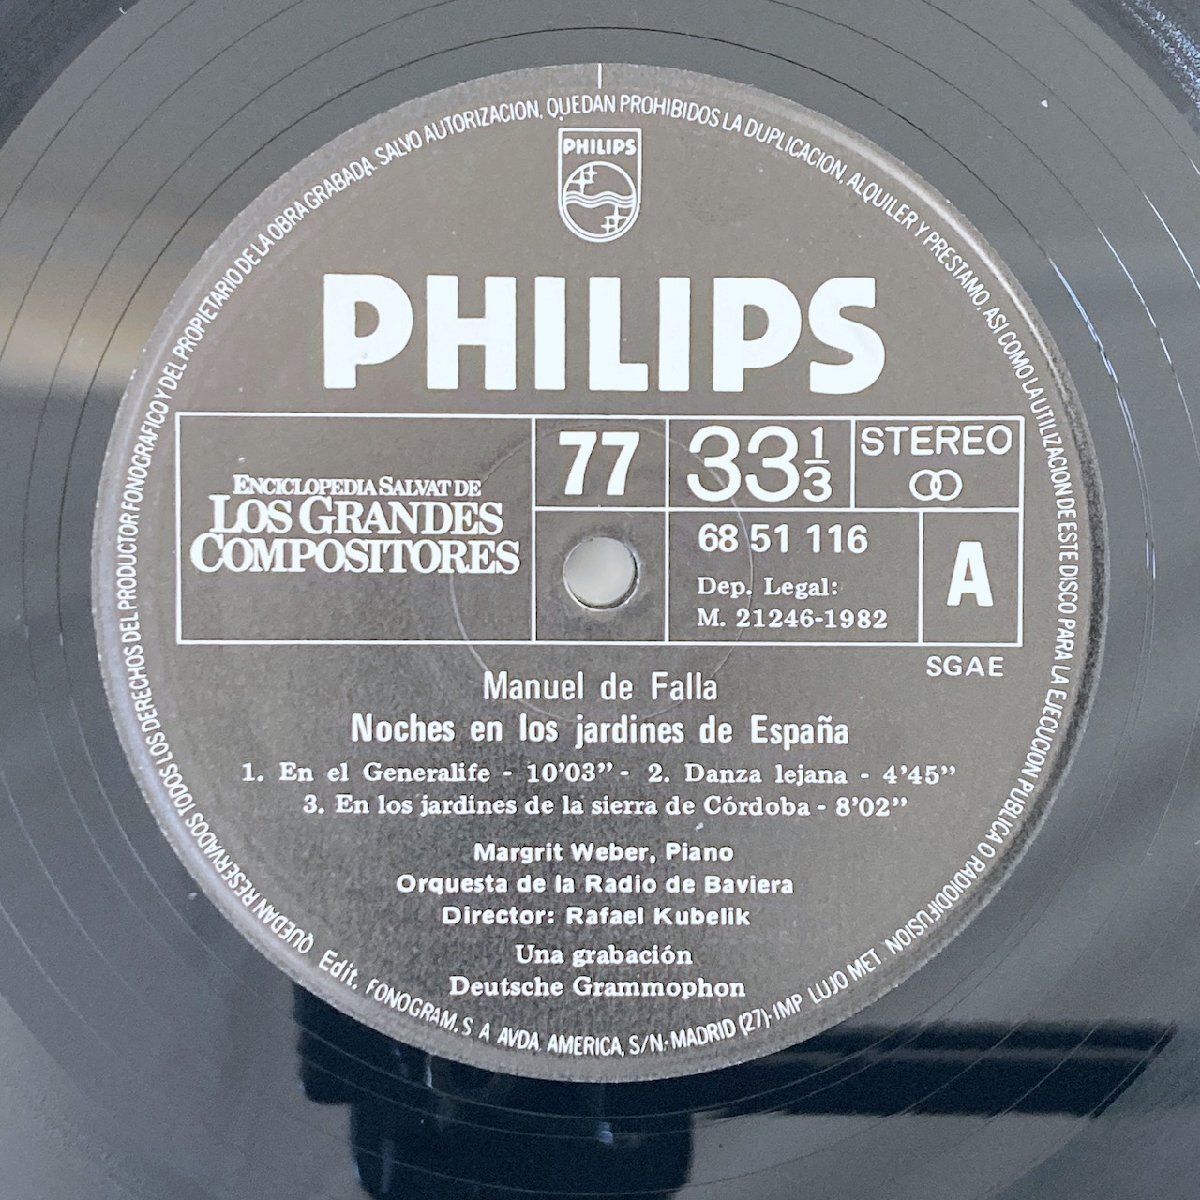 QUEDAN RESERVADOS TODOS LOS DERECHOS DEL PRODUCTOR FONOGRAFICO Y DEL PROPIETARIO DE LA OBRA GRABADA. SALVO AUTORIZACION, QUEDAN PROHIBIDOS LA DUPLICACION, ALQUILER Y PRESTAMO, ASI COMO LA UTILIZACION DE ESTE DISCO PARA LA EJECUCION PUBLICA O RADIODIFUSION
PHILIPS
PHILIPS
ENCICLOPEDIA SALVAT DE
LOS GRANDES
COMPOSITORES
77
33 1/3
STEREO
68 51 116
Dep. Legal:
M. 21246-1982
A
SGAE
Manuel de Falla
Noches en los jardines de España
1. En el Generalife - 10'03" - 2. Danza lejana - 4'45"
3. En los jardines de la sierra de Córdoba - 8'02"
Margrit Weber, Piano
Orquesta de la Radio de Baviera
Director: Rafael Kubelik
Una grabación
Deutsche Grammophon
Edit. FONOGRAM, S. A. AVDA. AMERICA, S/N.-MADRID (27)-IMP LUJO MET.